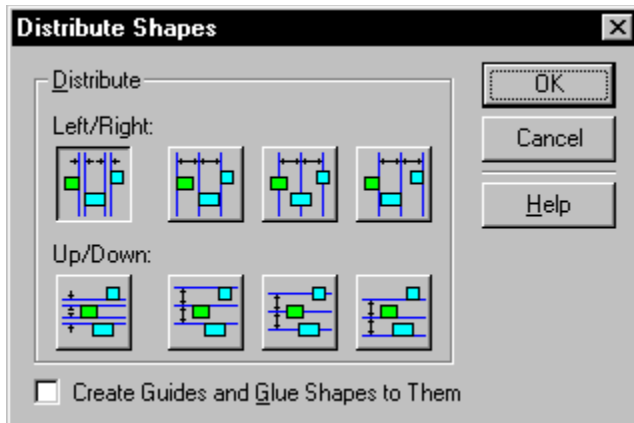 Distribute Shapes
Distribute
Left/Right:
Up/Down:
Create Guides and Glue Shapes to Them
OK
Cancel
Help